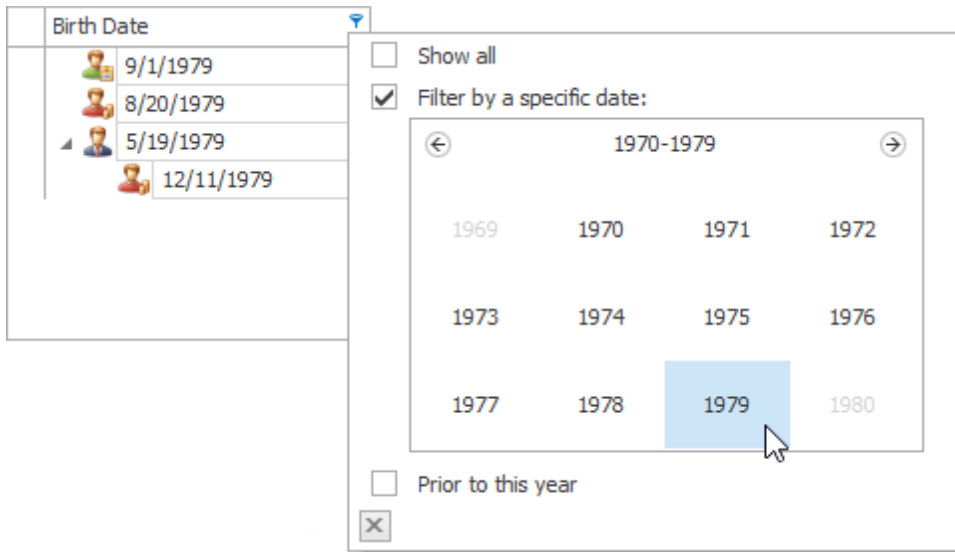 Birth Date
9/1/1979
8/20/1979
5/19/1979
12/11/1979
Show all
Filter by a specific date:
1970-1979
1969 1970 1971 1972
1973 1974 1975 1976
1977 1978 1979 1980
Prior to this year